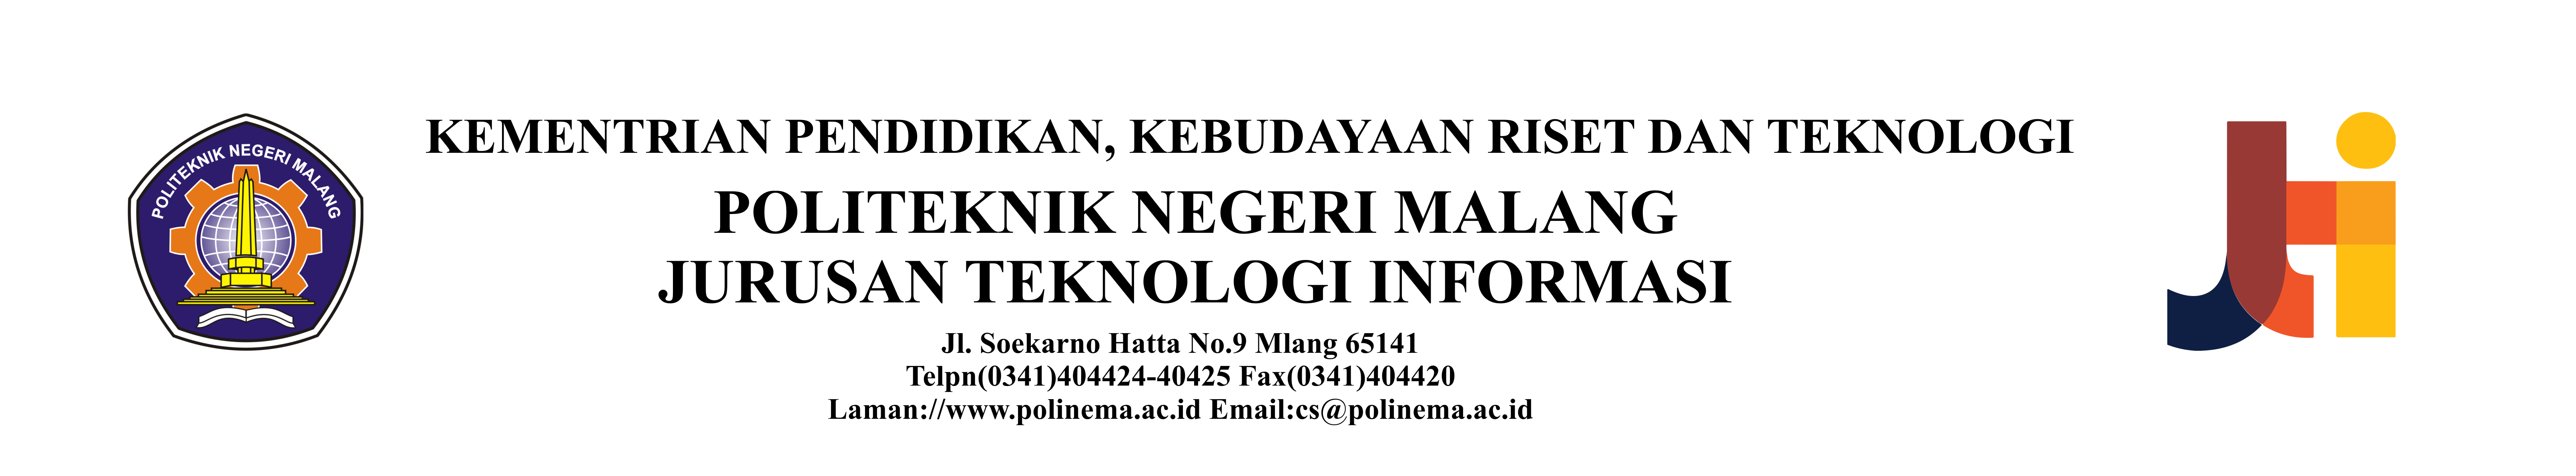 POLITEKNIK NEGERI MALANG
KEMENTRIAN PENDIDIKAN, KEBUDAYAAN RISET DAN TEKNOLOGI
POLITEKNIK NEGERI MALANG
JURUSAN TEKNOLOGI INFORMASI
Jl. Soekarno Hatta No.9 Mlang 65141
Telpn(0341)404424-40425 Fax(0341)404420
Laman://www.polinema.ac.id Email:cs@polinema.ac.id
JTI